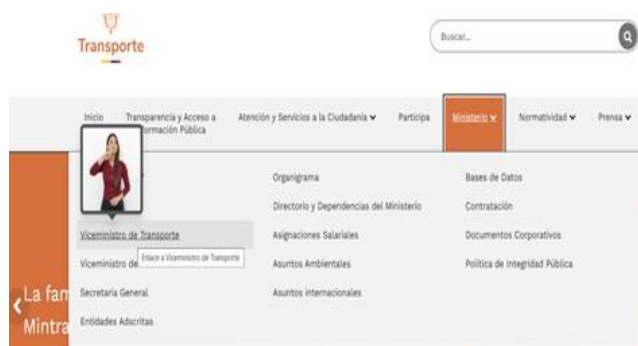 Transporte
Buscar...
Inicio
Transparencia y Acceso a
formación Pública
Atención y Servicios a la Ciudadanía
Participa
Ministerio
Normatividad
Prensa
Organigrama
Bases de Datos
Directorio y Dependencias del Ministerio
Contratación
Viceministro de Transporte
Asignaciones Salariales
Documentos Corporativos
Viceministro de
Enlace a Viceministro de Transporte
Asuntos Ambientales
Política de Integridad Pública
Secretaría General
Asuntos internacionales
Entidades Adscritas
La fam
Mintra